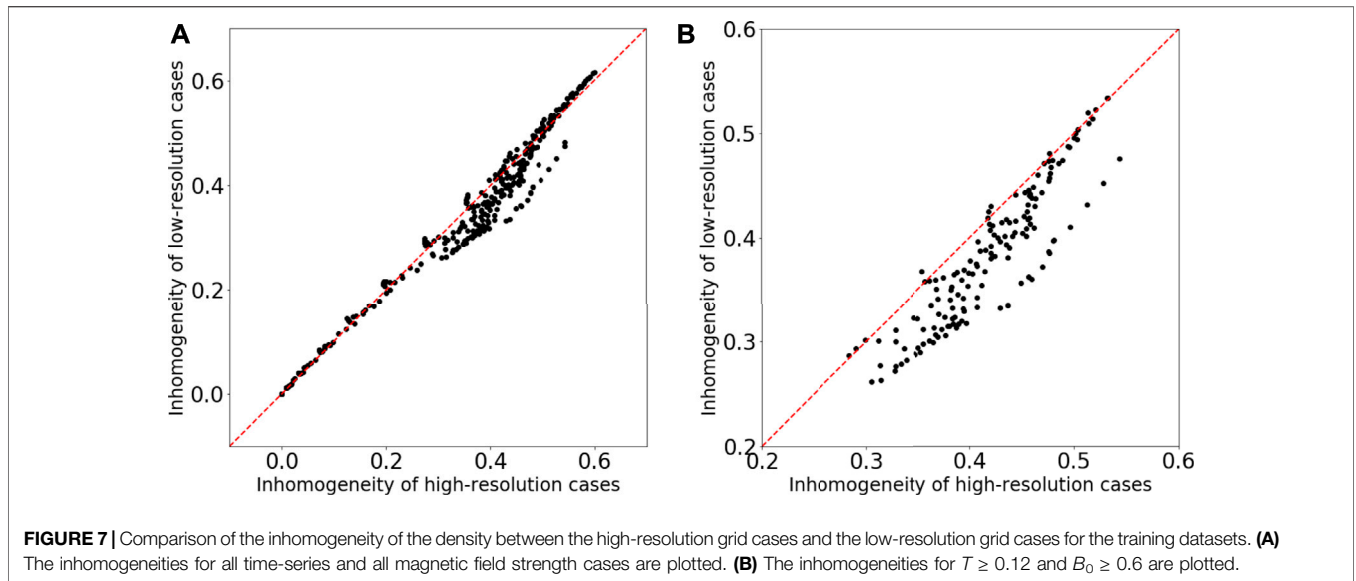 A
Inhomogeneity of low-resolution cases
0.6
0.4
0.2
0.0
0.0 0.2 0.4 0.6
Inhomogeneity of high-resolution cases
B
Inhomogeneity of low-resolution cases
0.6
0.5
0.4
0.3
0.2
0.2 0.3 0.4 0.5 0.6
Inhomogeneity of high-resolution cases
FIGURE 7 | Comparison of the inhomogeneity of the density between the high-resolution grid cases and the low-resolution grid cases for the training datasets. (A)
The inhomogeneities for all time-series and all magnetic field strength cases are plotted. (B) The inhomogeneities for T ≥ 0.12 and B₀ ≥ 0.6 are plotted.